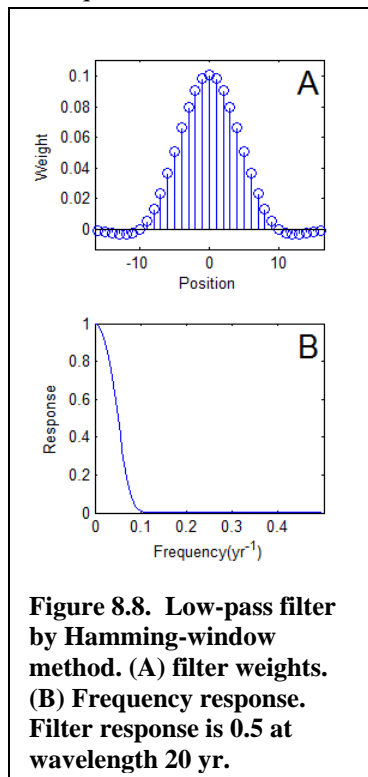 A
0.1
0.08
0.06
0.04
0.02
0
Weight
-10 0 10
Position
B
1
0.8
0.6
0.4
0.2
0
Response
0 0.1 0.2 0.3 0.4
Frequency(yr⁻¹)
Figure 8.8. Low-pass filter
by Hamming-window
method. (A) filter weights.
(B) Frequency response.
Filter response is 0.5 at
wavelength 20 yr.